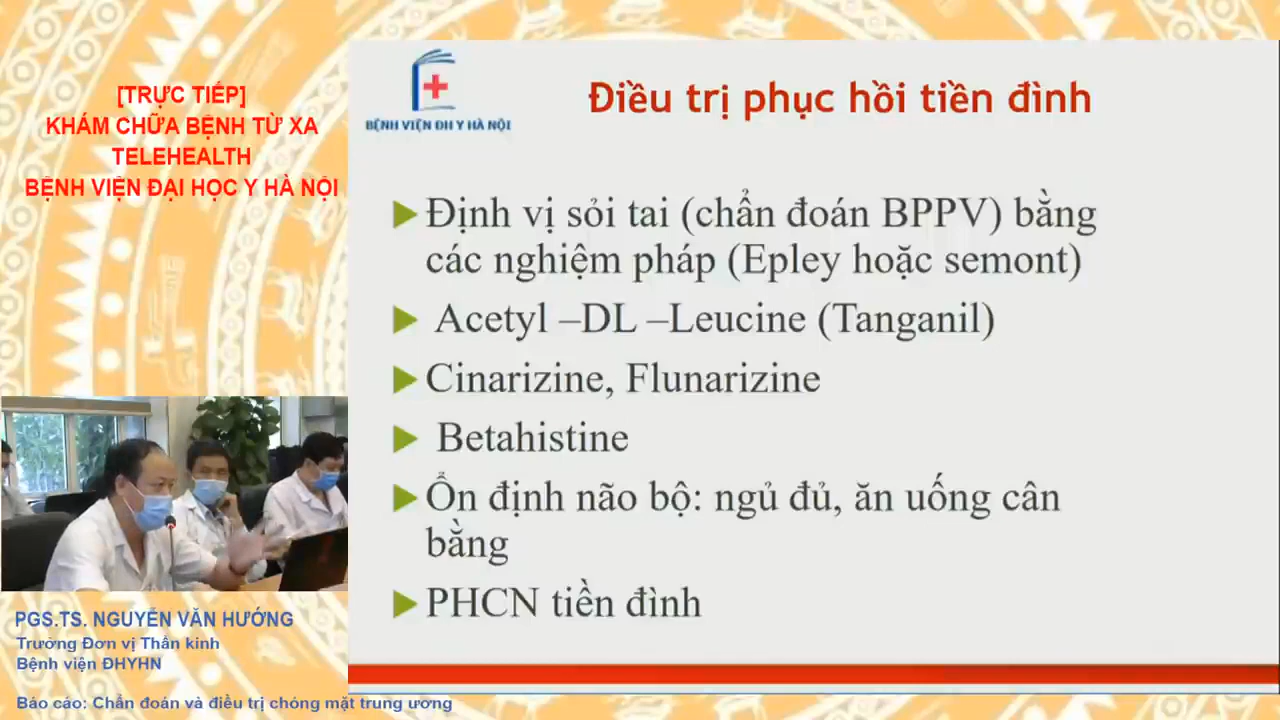 [TRỰC TIẾP]
KHÁM CHỮA BỆNH TỪ XA
TELEHEALTH
BỆNH VIỆN ĐẠI HỌC Y HÀ NỘI
BỆNH VIỆN ĐH Y HÀ NỘI
Điều trị phục hồi tiền đình
Định vị sỏi tai (chẩn đoán BPPV) bằng
các nghiệm pháp (Epley hoặc semont)
Acetyl –DL –Leucine (Tanganil)
Cinarizine, Flunarizine
Betahistine
Ổn định não bộ: ngủ đủ, ăn uống cân
bằng
PHCN tiền đình
PGS.TS. NGUYỄN VĂN HƯỚNG
Trưởng Đơn vị Thần kinh
Bệnh viện ĐHYHN
Báo cáo: Chẩn đoán và điều trị chóng mặt trung ương